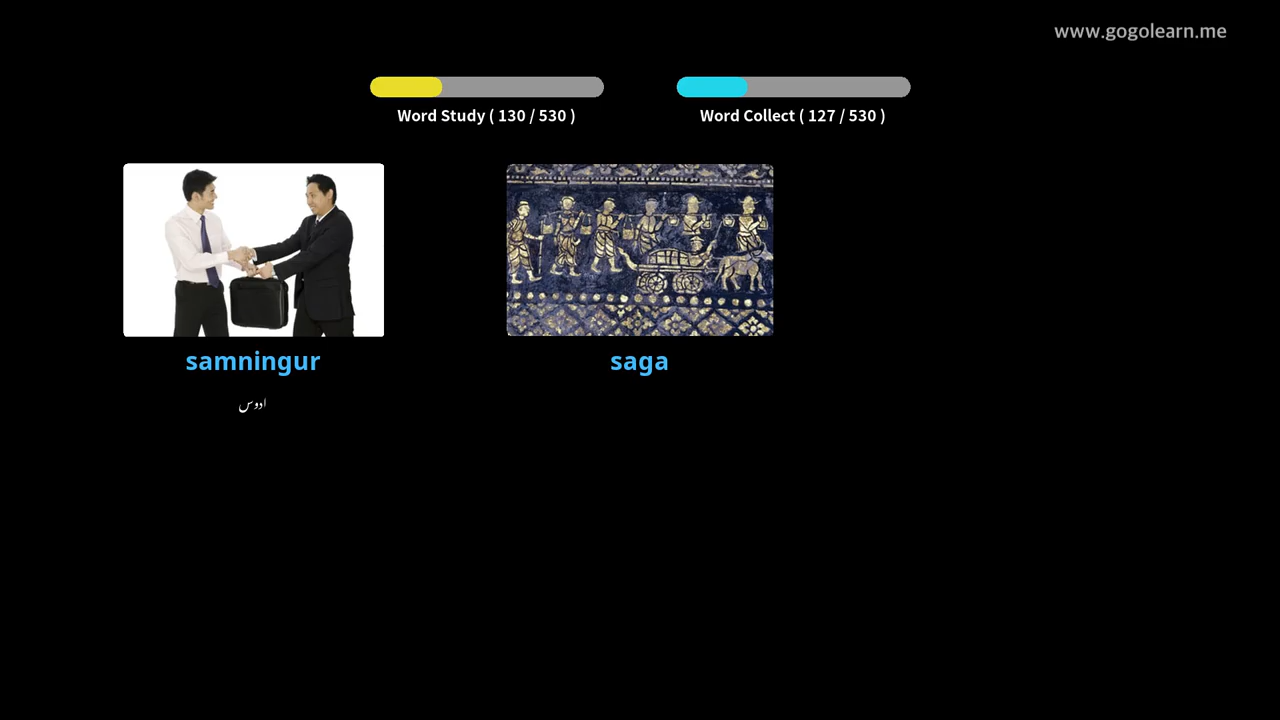 www.gogolearn.me
Word Study ( 130 / 530 )
Word Collect ( 127 / 530 )
samningur
saga
ادوس